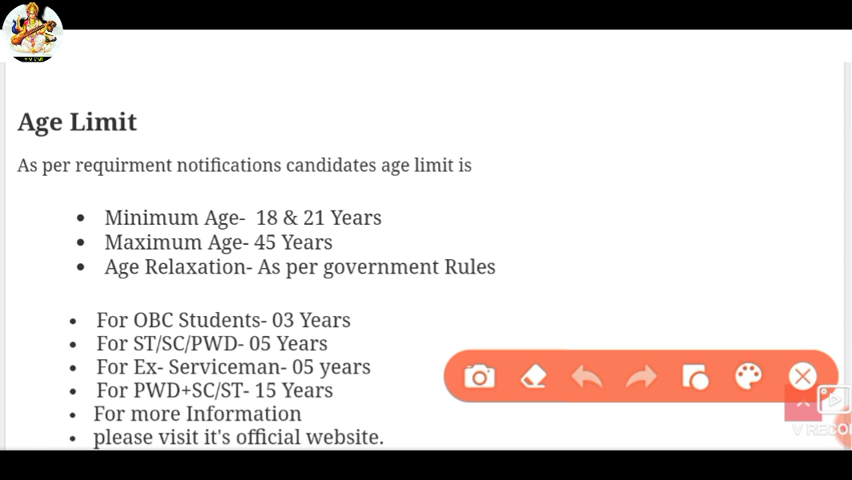 Age Limit
As per requirment notifications candidates age limit is
• Minimum Age- 18 & 21 Years
• Maximum Age- 45 Years
• Age Relaxation- As per government Rules
• For OBC Students- 03 Years
• For ST/SC/PWD- 05 Years
• For Ex- Serviceman- 05 years
• For PWD+SC/ST- 15 Years
• For more Information
• please visit it's official website.
V RECO